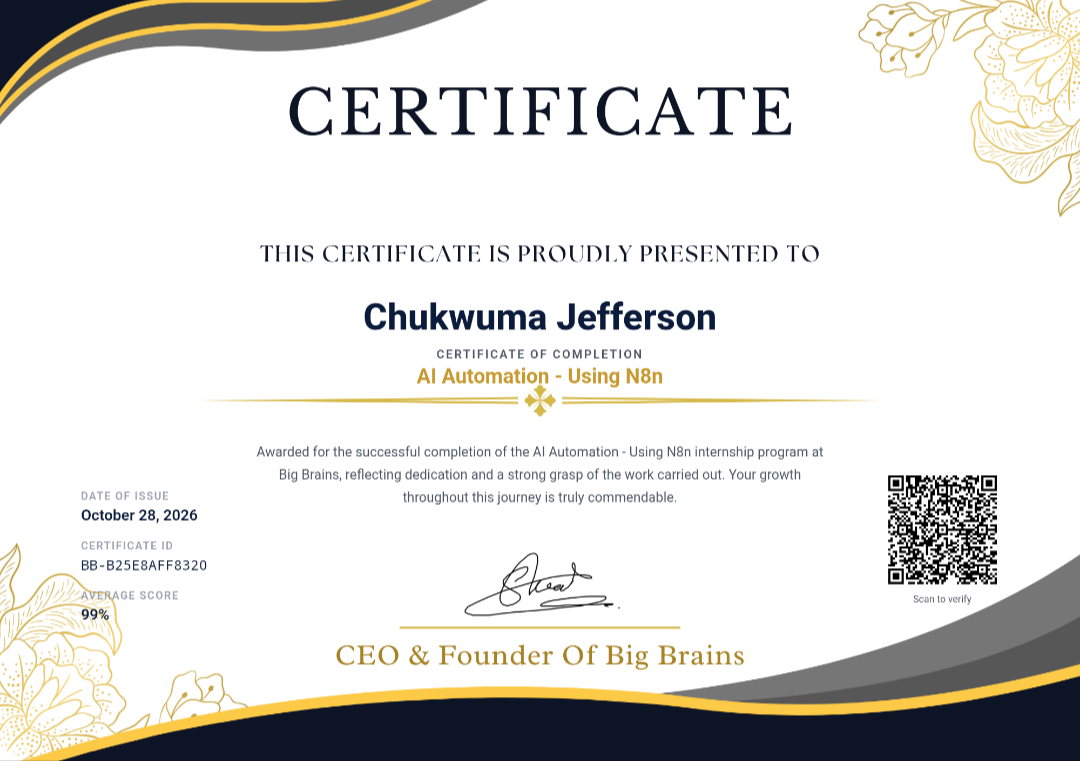 CERTIFICATE
THIS CERTIFICATE IS PROUDLY PRESENTED TO
Chukwuma Jefferson
CERTIFICATE OF COMPLETION
AI Automation - Using N8n
Awarded for the successful completion of the AI Automation - Using N8n internship program at
Big Brains, reflecting dedication and a strong grasp of the work carried out. Your growth
throughout this journey is truly commendable.
DATE OF ISSUE
October 28, 2026
CERTIFICATE ID
BB-B25E8AFF8320
AVERAGE SCORE
99%
Scan to verify
CEO & Founder Of Big Brains